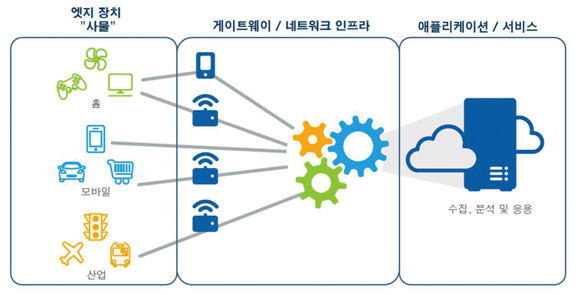 엣지 장치
"사물"
게이트웨이 / 네트워크 인프라
애플리케이션 / 서비스
홈
모바일
산업
수집, 분석 및 응용